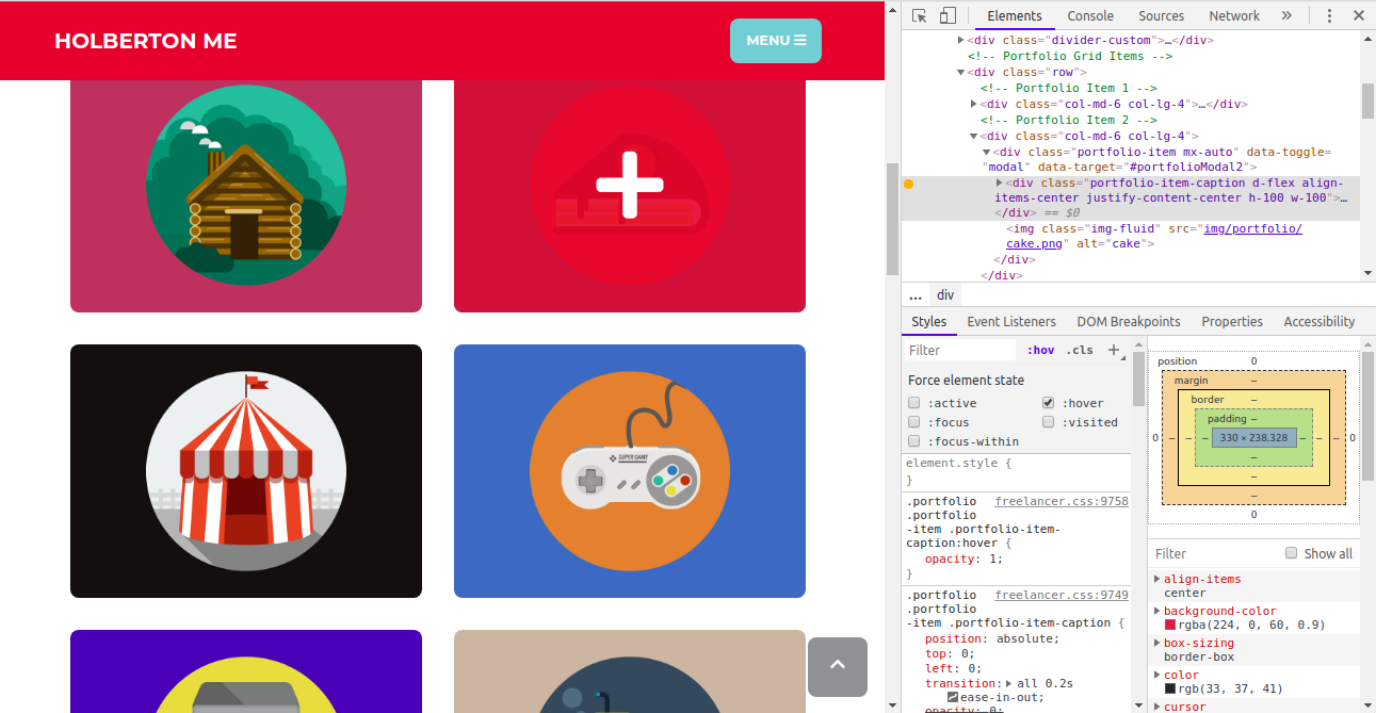 HOLBERTON ME
MENU
SUPER GAME
Elements Console Sources Network »
<div class="divider-custom">…</div>
<!-- Portfolio Grid Items -->
<div class="row">
<!-- Portfolio Item 1 -->
<div class="col-md-6 col-lg-4">…</div>
<!-- Portfolio Item 2 -->
<div class="col-md-6 col-lg-4">
<div class="portfolio-item mx-auto" data-toggle=
"modal" data-target="#portfolioModal2">
<div class="portfolio-item-caption d-flex align-
items-center justify-content-center h-100 w-100">…
</div> == $0
<img class="img-fluid" src="img/portfolio/
cake.png" alt="cake">
</div>
</div>
… div
Styles Event Listeners DOM Breakpoints Properties Accessibility
Filter :hov .cls +
Force element state
:active :hover
:focus :visited
:focus-within
element.style {
}
.portfolio freelancer.css:9758
.portfolio
-item .portfolio-item-
caption:hover {
opacity: 1;
}
.portfolio freelancer.css:9749
.portfolio
-item .portfolio-item-caption {
position: absolute;
top: 0;
left: 0;
transition: all 0.2s
ease-in-out;
opacity: 0;
position 0
margin –
border –
padding –
0 – – – 330 × 238.328 – – – 0
–
–
–
0
Filter Show all
align-items
center
background-color
rgba(224, 0, 60, 0.9)
box-sizing
border-box
color
rgb(33, 37, 41)
cursor